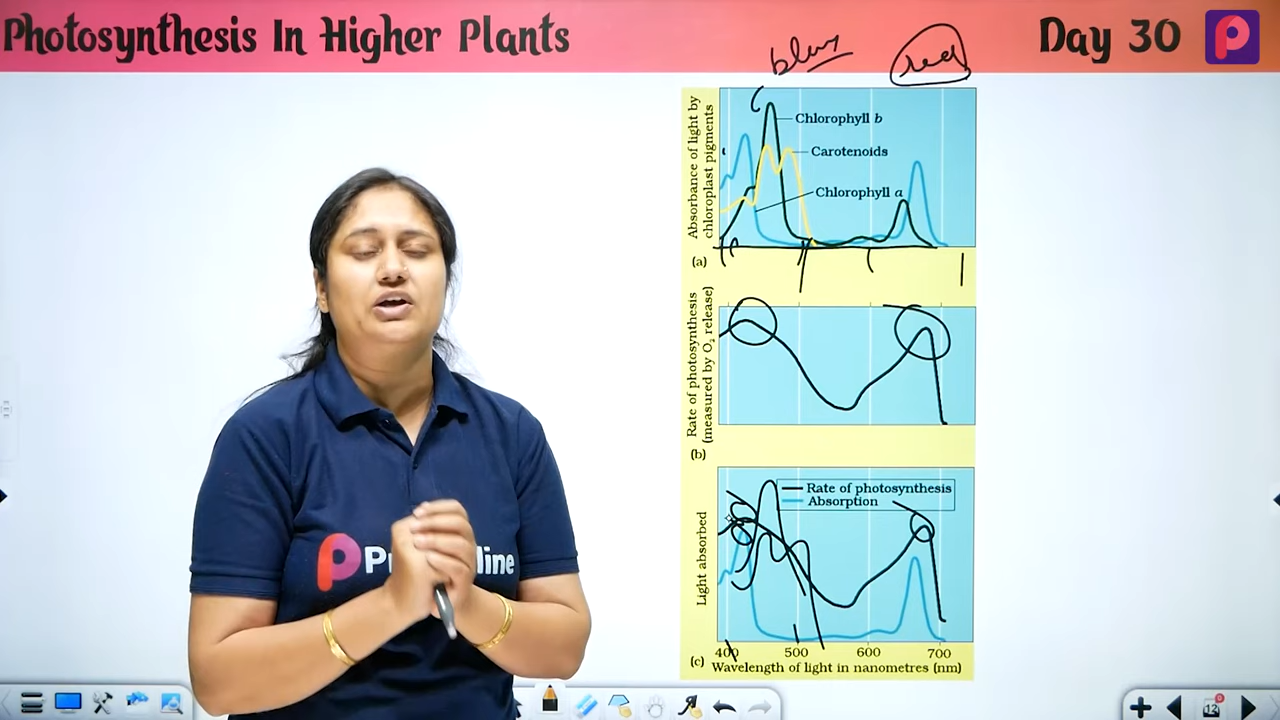 Photosynthesis In Higher Plants
Day 30
blue
red
Absorbance of light by
chloroplast pigments
Chlorophyll b
Carotenoids
Chlorophyll a
(a)
Rate of photosynthesis
(measured by O₂ release)
(b)
Light absorbed
Rate of photosynthesis
Absorption
400 500 600 700
(c) Wavelength of light in nanometres (nm)
12